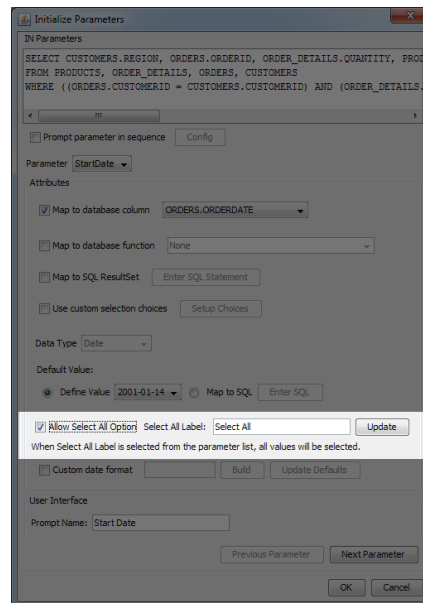 Initialize Parameters
IN Parameters
SELECT CUSTOMERS.REGION, ORDERS.ORDERID, ORDER_DETAILS.QUANTITY, PROD
FROM PRODUCTS, ORDER_DETAILS, ORDERS, CUSTOMERS
WHERE ((ORDERS.CUSTOMERID = CUSTOMERS.CUSTOMERID) AND (ORDER_DETAILS.
Prompt parameter in sequence Config
Parameter StartDate
Attributes
Map to database column ORDERS.ORDERDATE
Map to database function None
Map to SQL ResultSet Enter SQL Statement
Use custom selection choices Setup Choices
Data Type Date
Default Value:
Define Value 2001-01-14 Map to SQL Enter SQL
Allow Select All Option Select All Label: Select All Update
When Select All Label is selected from the parameter list, all values will be selected.
Custom date format Build Update Defaults
User Interface
Prompt Name: Start Date
Previous Parameter Next Parameter
OK Cancel